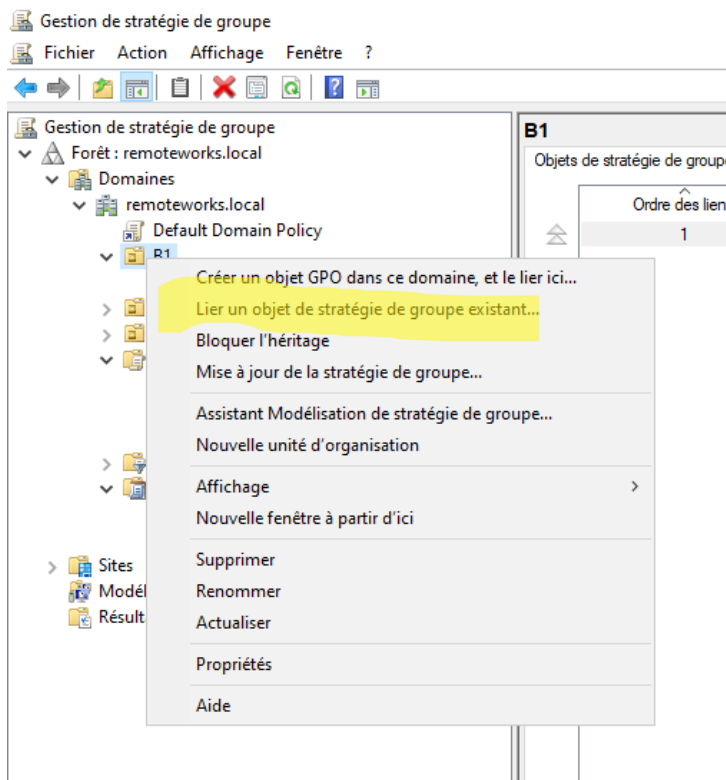 Gestion de stratégie de groupe
Fichier Action Affichage Fenêtre ?
Gestion de stratégie de groupe
Forêt : remoteworks.local
Domaines
remoteworks.local
Default Domain Policy
B1
Sites
B1
Objets de stratégie de
Ordre des
1
Créer un objet GPO dans ce domaine, et le lier ici...
Lier un objet de stratégie de groupe existant...
Bloquer l'héritage
Mise à jour de la stratégie de groupe...
Assistant Modélisation de stratégie de groupe...
Nouvelle unité d'organisation
Affichage
Nouvelle fenêtre à partir d'ici
Supprimer
Renommer
Actualiser
Propriétés
Aide